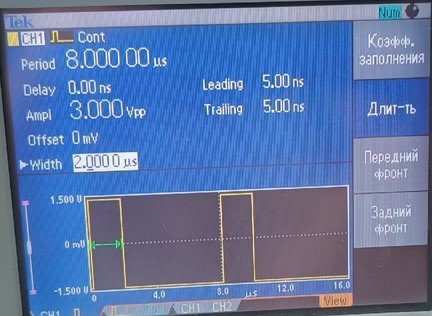 Tek
Num
CH1 Cont
Period 8.000 00 µs
Delay 0.00 ns
Leading 5.00 ns
Ampl 3.000 Vpp
Trailing 5.00 ns
Offset 0 mV
Width 2.000 0 µs
Коэфф.
заполнения
Длит-ть
Передний
фронт
Задний
фронт
1.500 V
0 mV
-1.500 V
0 4.0 8.0 µs 12.0 16.0
View
CH1
CH1 CH2